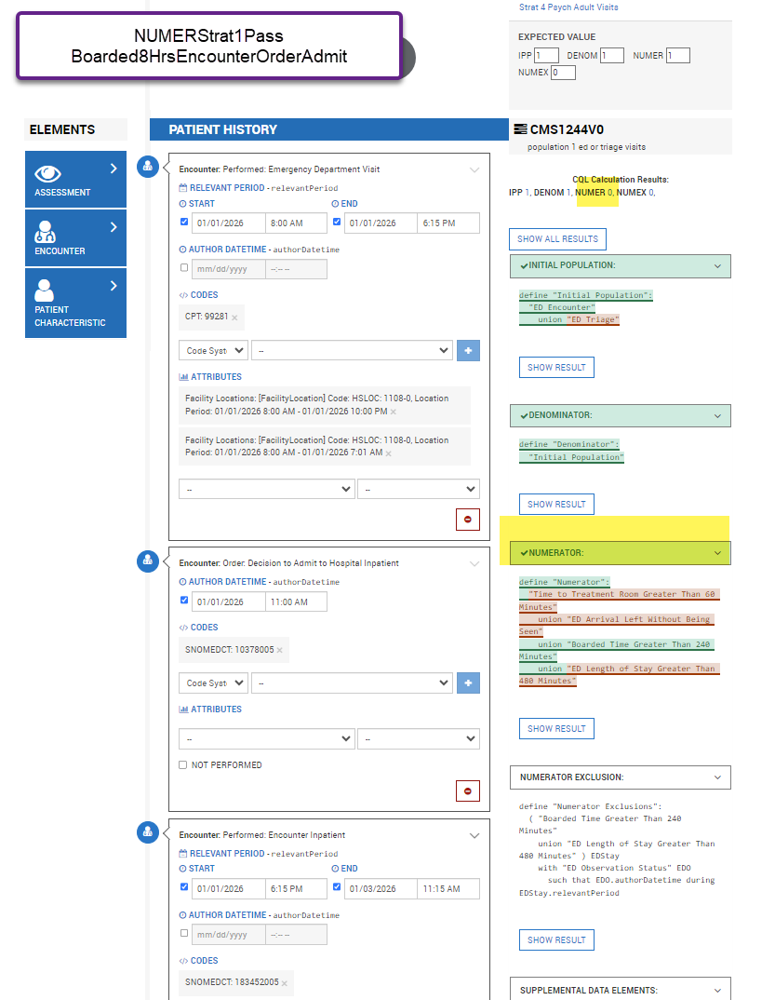 NUMERStrat1Pass
Boarded8HrsEncounterOrderAdmit
Strat 4 Psych Adult Visits
EXPECTED VALUE
IPP 1 DENOM 1 NUMER 1
NUMEX 0
ELEMENTS
ASSESSMENT
ENCOUNTER
PATIENT
CHARACTERISTIC
PATIENT HISTORY
Encounter: Performed: Emergency Department Visit
RELEVANT PERIOD - relevantPeriod
START END
01/01/2026 8:00 AM 01/01/2026 6:15 PM
AUTHOR DATETIME - authorDatetime
mm/dd/yyyy --:-- --
</> CODES
CPT: 99281 ×
Code Syst --
+
ATTRIBUTES
Facility Locations: [FacilityLocation] Code: HSLOC: 1108-0, Location
Period: 01/01/2026 8:00 AM - 01/01/2026 10:00 PM ×
Facility Locations: [FacilityLocation] Code: HSLOC: 1108-0, Location
Period: 01/01/2026 8:00 AM - 01/01/2026 7:01 AM ×
-- --
Encounter: Order: Decision to Admit to Hospital Inpatient
AUTHOR DATETIME - authorDatetime
01/01/2026 11:00 AM
</> CODES
SNOMEDCT: 10378005 ×
Code Syst --
+
ATTRIBUTES
-- --
NOT PERFORMED
Encounter: Performed: Encounter Inpatient
RELEVANT PERIOD - relevantPeriod
START END
01/01/2026 6:15 PM 01/03/2026 11:15 AM
AUTHOR DATETIME - authorDatetime
mm/dd/yyyy --:-- --
</> CODES
SNOMEDCT: 183452005 ×
CMS1244V0
population 1 ed or triage visits
CQL Calculation Results:
IPP 1, DENOM 1, NUMER 0, NUMEX 0,
SHOW ALL RESULTS
✔INITIAL POPULATION:
define "Initial Population":
"ED Encounter"
union "ED Triage"
SHOW RESULT
✔DENOMINATOR:
define "Denominator":
"Initial Population"
SHOW RESULT
✔NUMERATOR:
define "Numerator":
"Time to Treatment Room Greater Than 60
Minutes"
union "ED Arrival Left Without Being
Seen"
union "Boarded Time Greater Than 240
Minutes"
union "ED Length of Stay Greater Than
480 Minutes"
SHOW RESULT
NUMERATOR EXCLUSION:
define "Numerator Exclusions":
( "Boarded Time Greater Than 240
Minutes"
union "ED Length of Stay Greater Than
480 Minutes" ) EDStay
with "ED Observation Status" EDO
such that EDO.authorDatetime during
EDStay.relevantPeriod
SHOW RESULT
SUPPLEMENTAL DATA ELEMENTS: